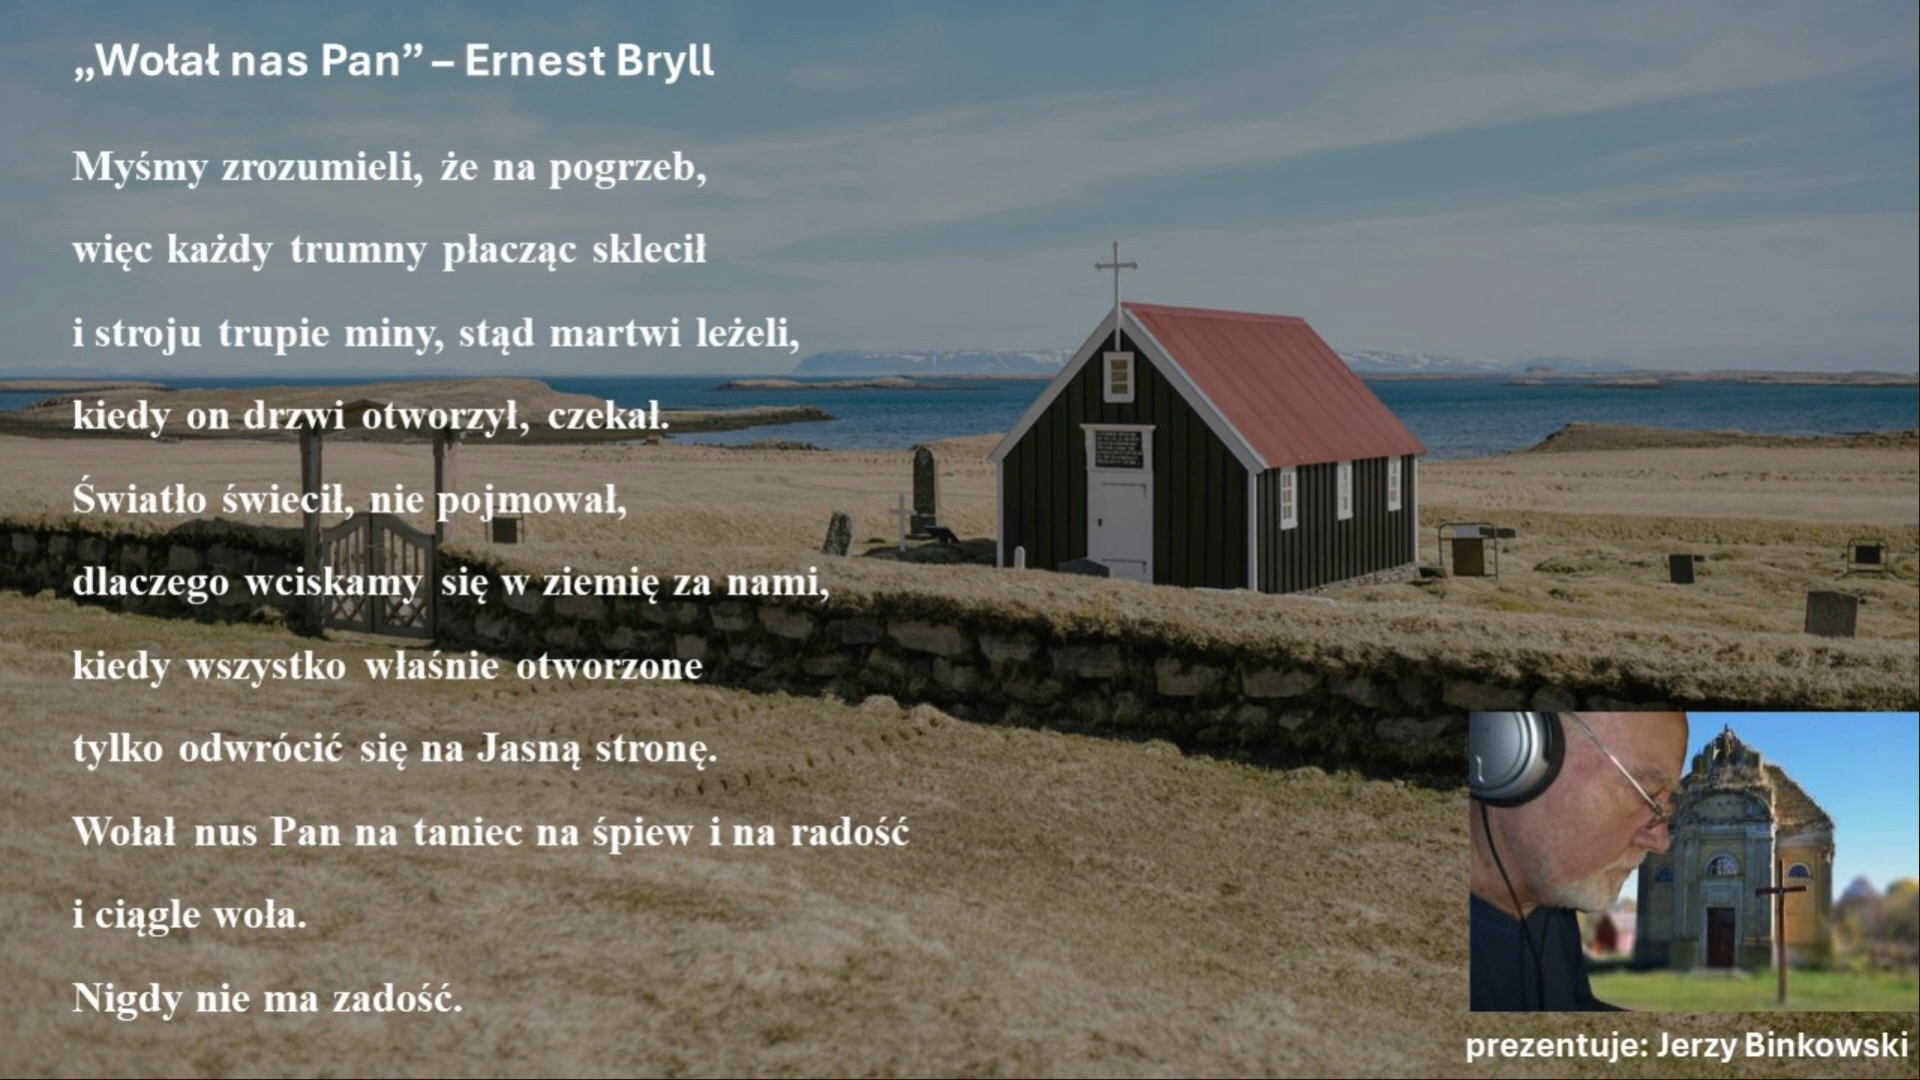 „Wołał nas Pan” – Ernest Bryll
Myśmy zrozumieli, że na pogrzeb,
więc każdy trumny płacząc sklecił
i stroju trupie miny, stąd martwi leżeli,
kiedy on drzwi otworzył, czekał.
Światło świecił, nie pojmował,
dlaczego wciskamy się w ziemię za nami,
kiedy wszystko właśnie otworzone
tylko odwrócić się na Jasną stronę.
Wołał nus Pan na taniec na śpiew i na radość
i ciągle woła.
Nigdy nie ma zadość.
prezentuje: Jerzy Binkowski